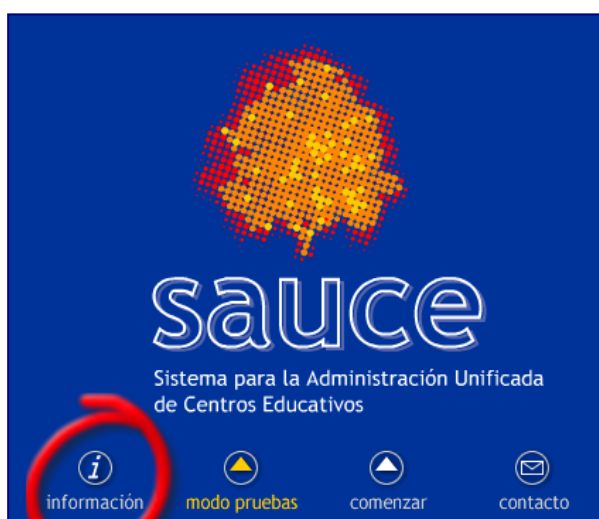 sauce
Sistema para la Administración Unificada
de Centros Educativos
i
información modo pruebas comenzar contacto